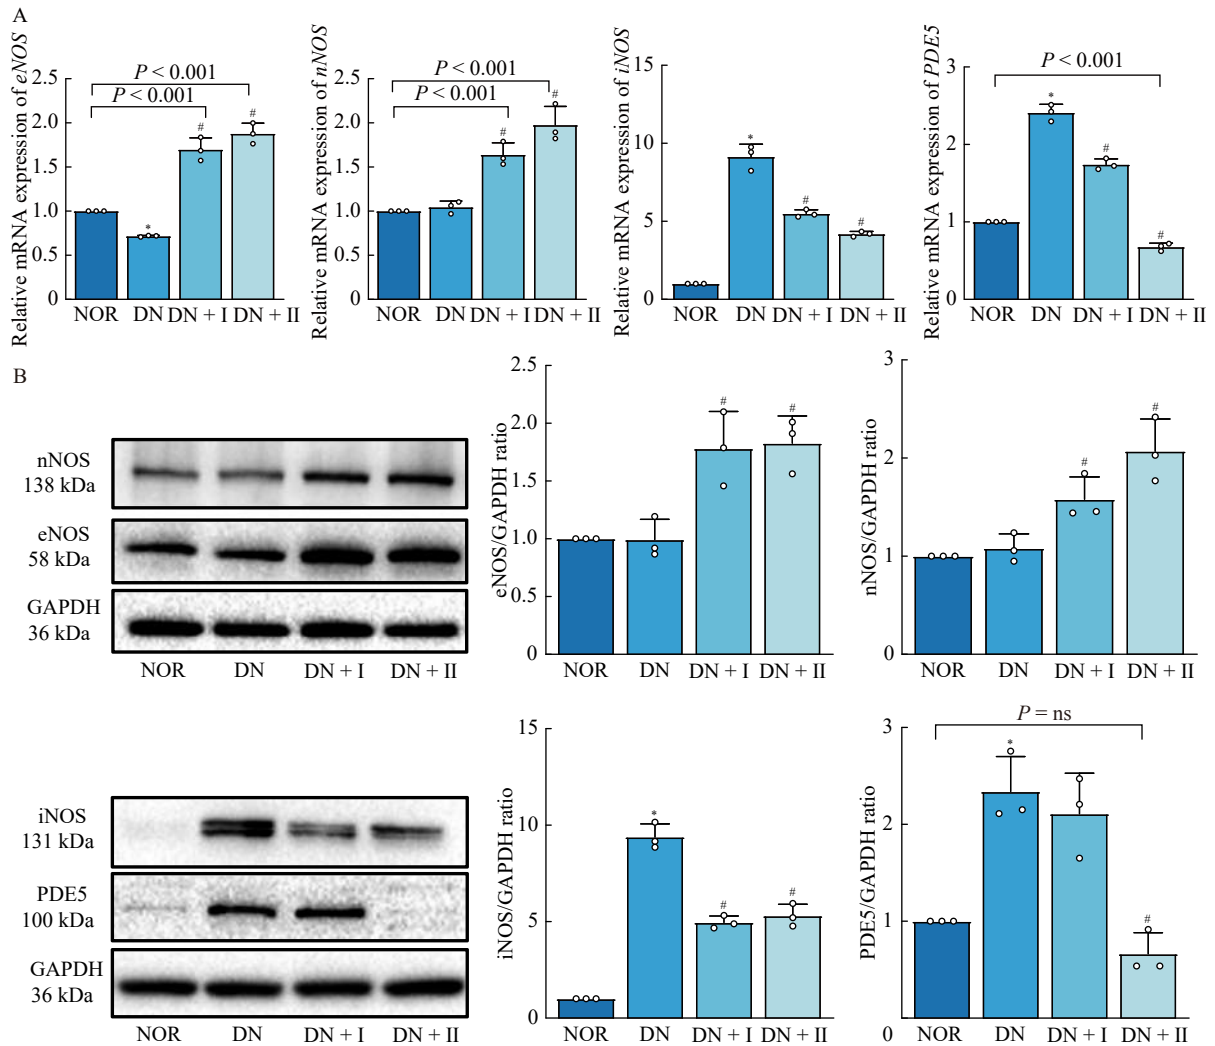 A
Relative mRNA expression of eNOS
2.5
2.0
1.5
1.0
0.5
0
P < 0.001
P < 0.001
*
#
#
NOR DN DN + I DN + II
Relative mRNA expression of nNOS
2.5
2.0
1.5
1.0
0.5
0
P < 0.001
P < 0.001
#
#
NOR DN DN + I DN + II
Relative mRNA expression of iNOS
15
10
5
0
*
#
#
NOR DN DN + I DN + II
Relative mRNA expression of PDE5
3
2
1
0
P < 0.001
*
#
#
NOR DN DN + I DN + II
B
nNOS
138 kDa
eNOS
58 kDa
GAPDH
36 kDa
NOR DN DN + I DN + II
eNOS/GAPDH ratio
2.5
2.0
1.5
1.0
0.5
0
#
#
NOR DN DN + I DN + II
nNOS/GAPDH ratio
3
2
1
0
#
#
NOR DN DN + I DN + II
iNOS
131 kDa
PDE5
100 kDa
GAPDH
36 kDa
NOR DN DN + I DN + II
iNOS/GAPDH ratio
15
10
5
0
*
#
#
NOR DN DN + I DN + II
PDE5/GAPDH ratio
3
2
1
0
P = ns
*
#
NOR DN DN + I DN + II